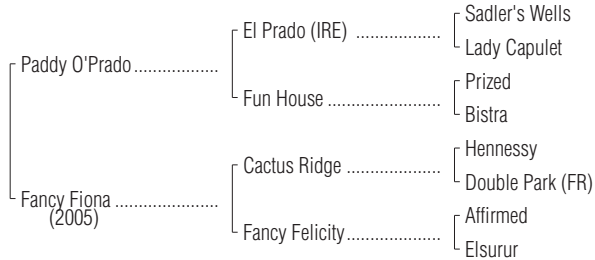 Sadler's Wells
El Prado (IRE) ..................
Lady Capulet
Paddy O'Prado..................
Prized
Fun House ........................
Bistra
Hennessy
Cactus Ridge ....................
Double Park (FR)
Fancy Fiona ......................
(2005)
Affirmed
Fancy Felicity....................
Elsurur